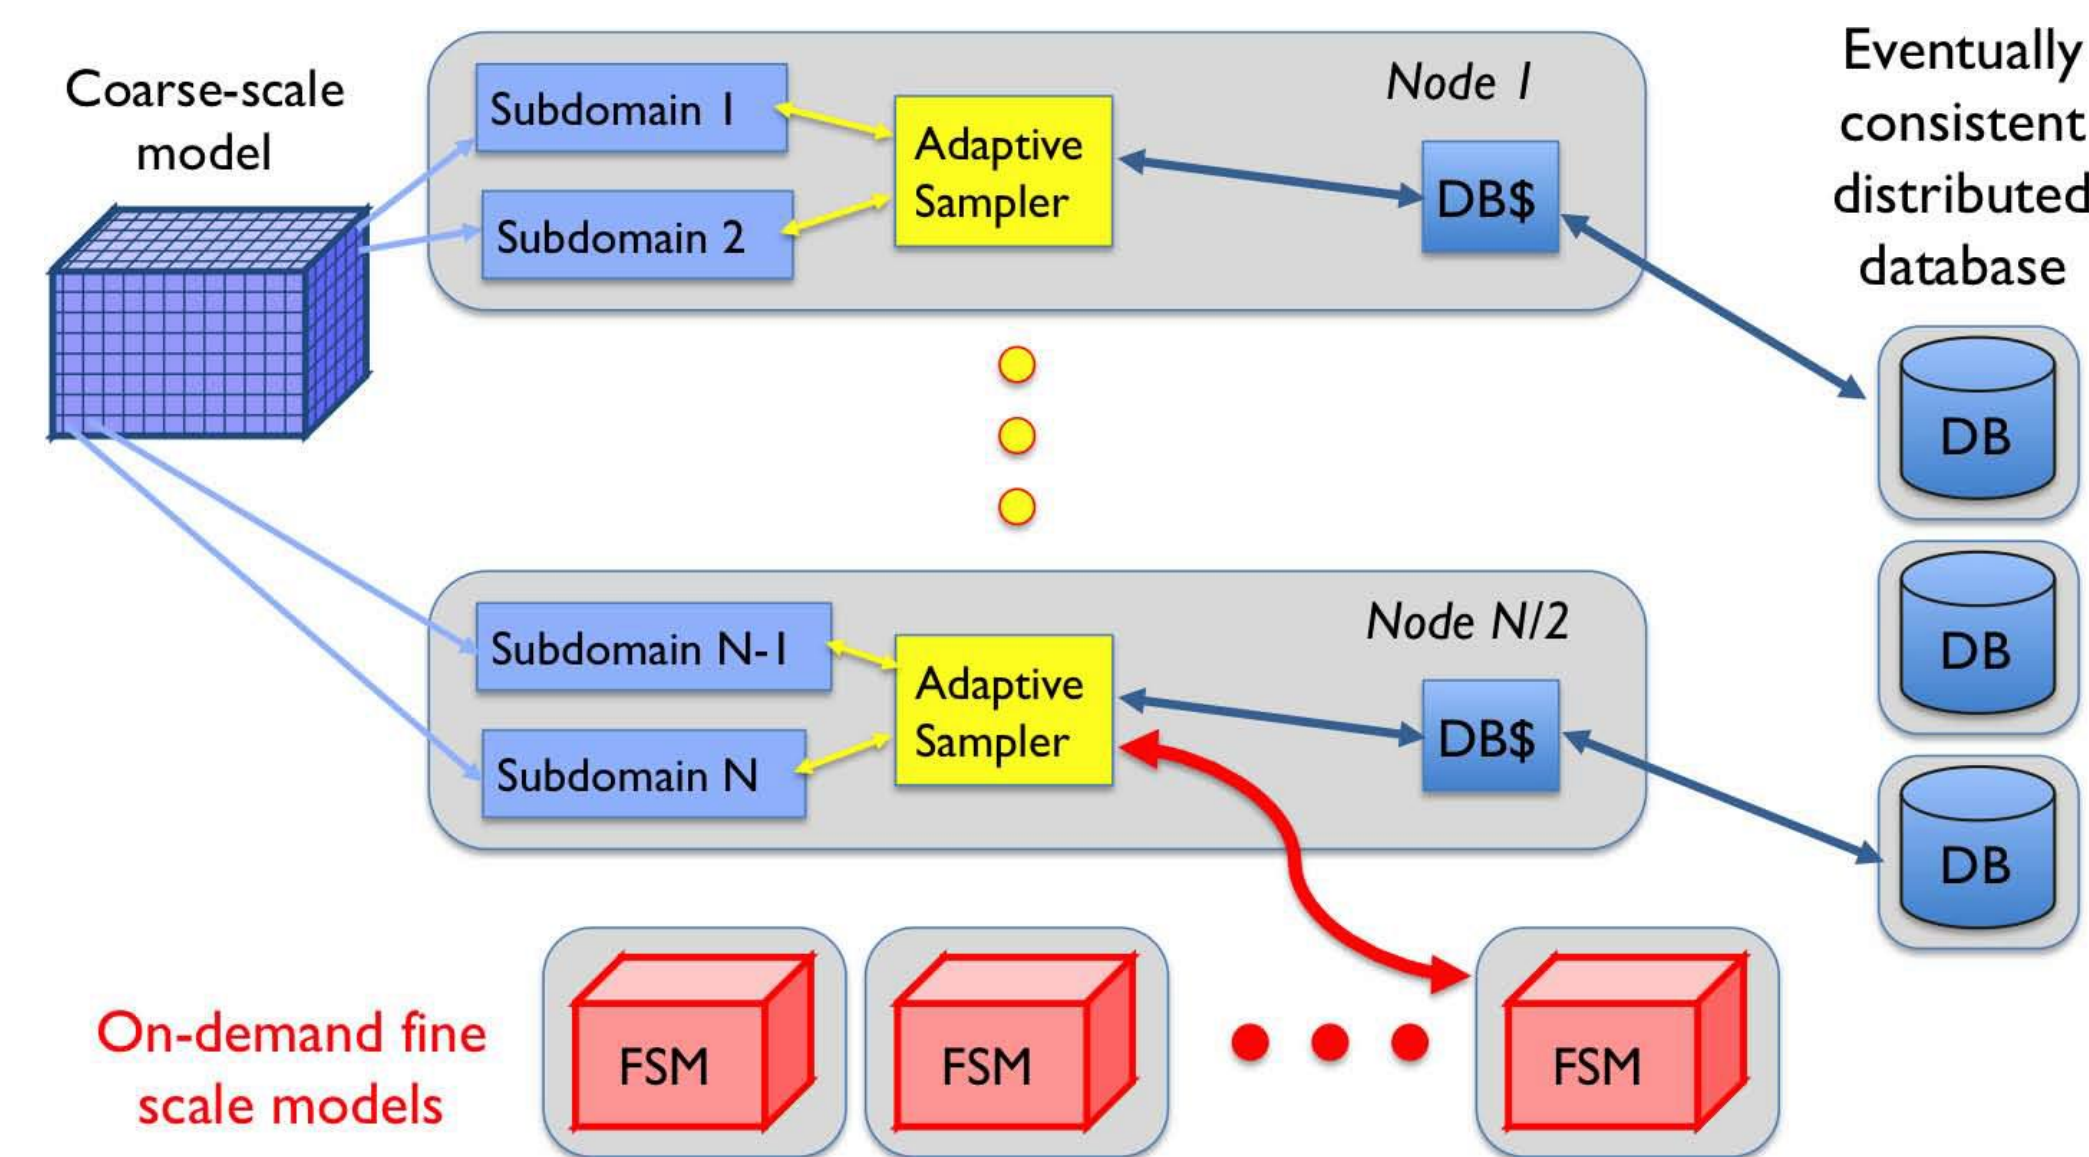 Coarse-scale
model
Subdomain 1
Subdomain 2
Adaptive
Sampler
Node 1
DB$
Eventually
consistent
distributed
database
DB
DB
DB
Subdomain N-1
Subdomain N
Adaptive
Sampler
Node N/2
DB$
On-demand fine
scale models
FSM
FSM
FSM